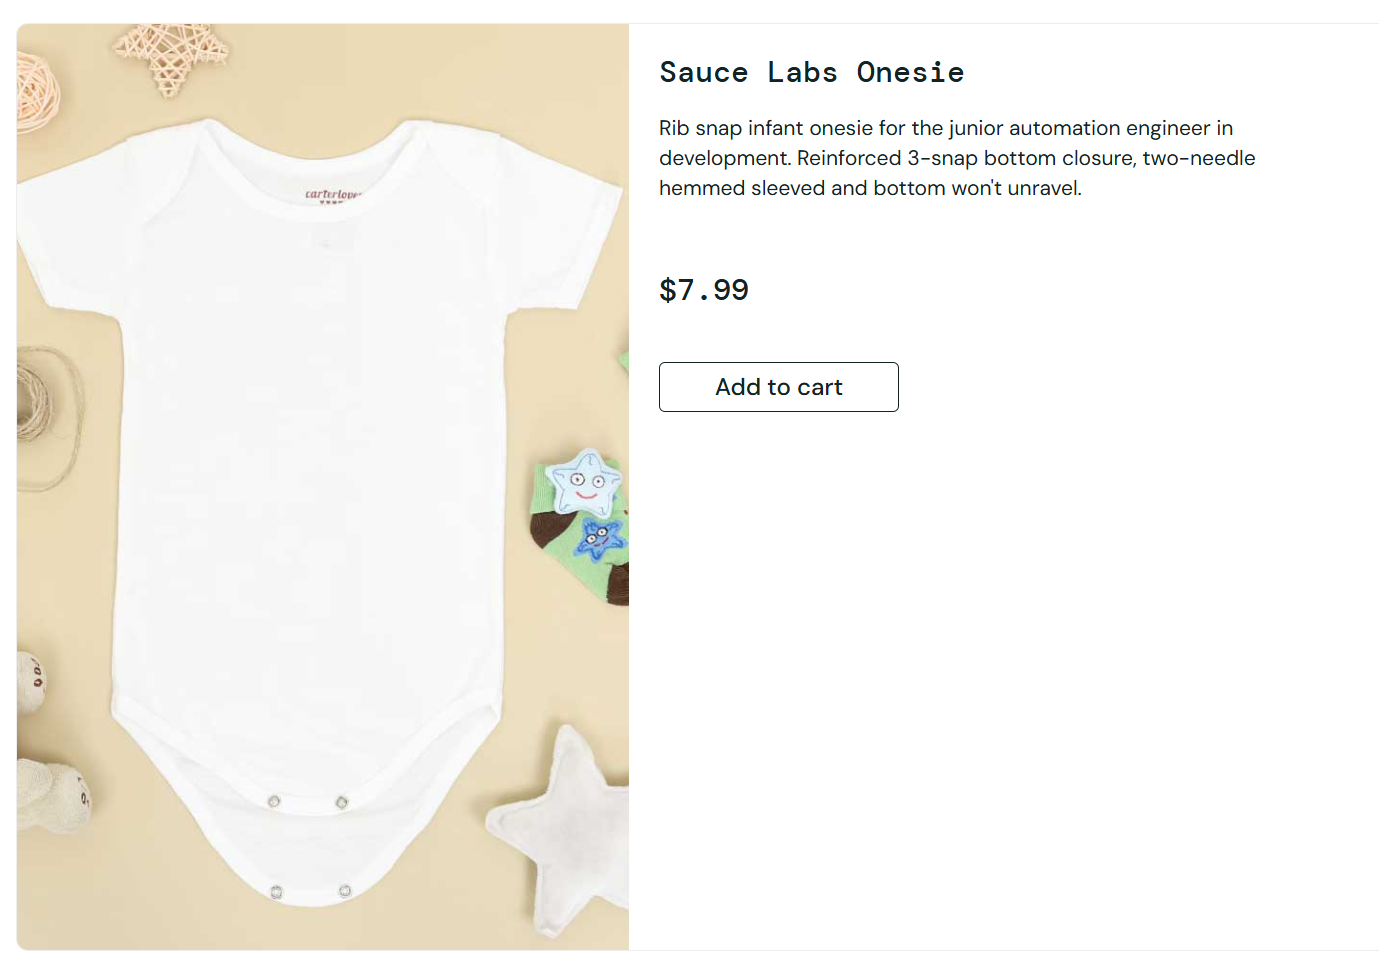 Sauce Labs Onesie
Rib snap infant onesie for the junior automation engineer in
development. Reinforced 3-snap bottom closure, two-needle
hemmed sleeved and bottom won't unravel.
$7.99
Add to cart